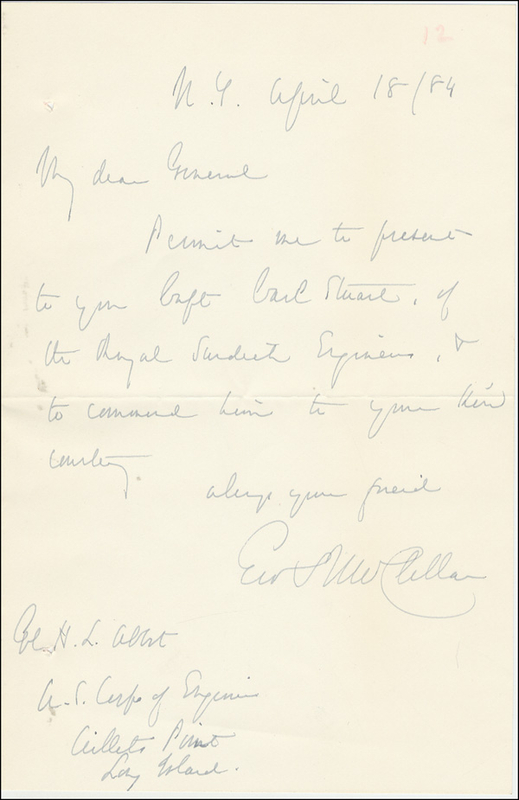 12
N.Y. April 18/84
My dear General
Permit me to present
to you Capt Carl Stuart, of
the Royal Swedish Engineers, &
to commend him to your kind
courtesy.
always your friend
Geo B McClellan
Col. H. L. Abbot
U.S. Corps of Engineers
Willets Point
Long Island.